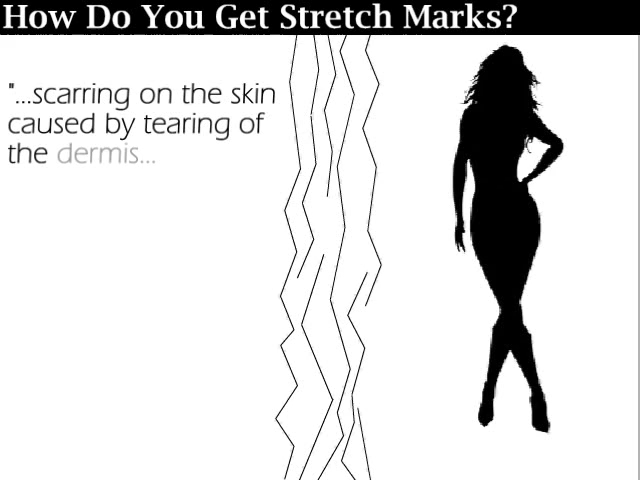 How Do You Get Stretch Marks?
"...scarring on the skin
caused by tearing of
the dermis...